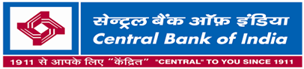 सेन्ट्रल बैंक ऑफ़ इंडिया
Central Bank of India
1911 से आपके लिए "केंद्रित" "CENTRAL" TO YOU SINCE 1911